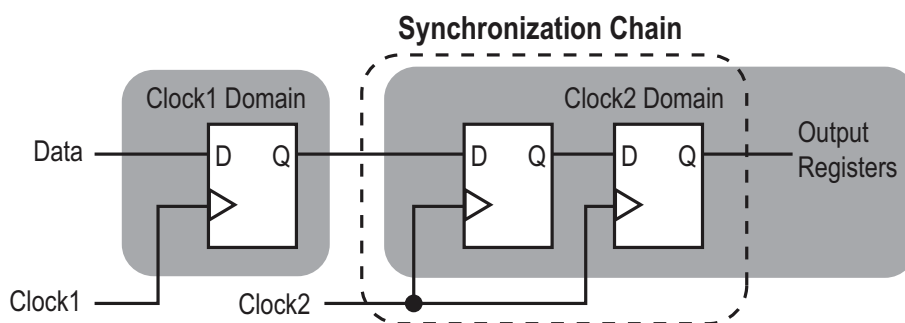 Synchronization Chain
Clock1 Domain
Clock2 Domain
Data
D
Q
D
Q
D
Q
Output
Registers
Clock1
Clock2